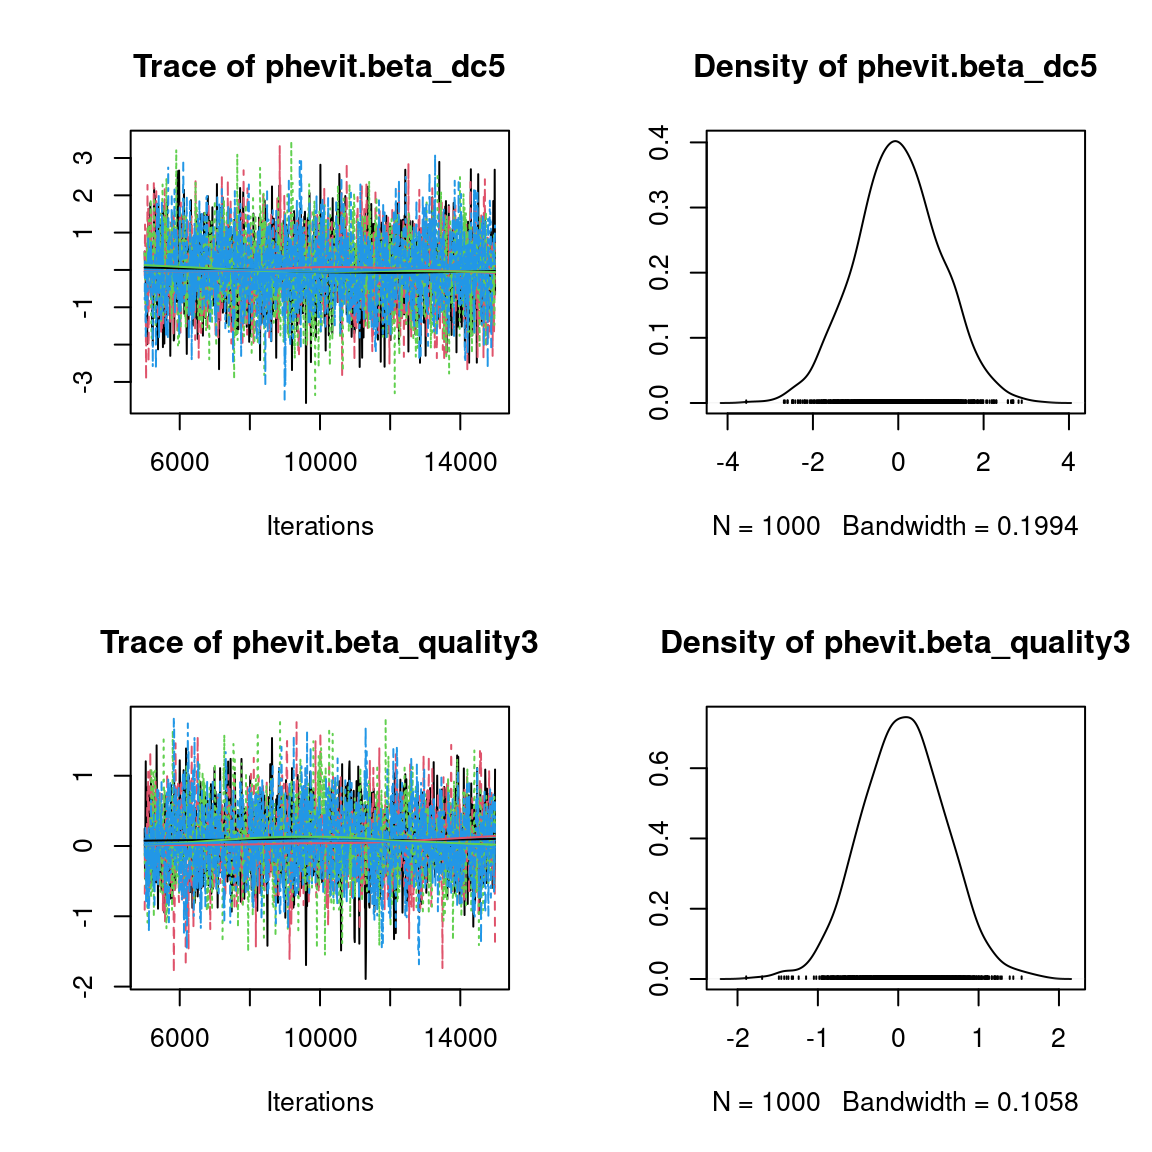 Trace of phevit.beta_dc5
3
2
1
-1
-3
6000 10000 14000
Iterations
Density of phevit.beta_dc5
0.4
0.3
0.2
0.1
0.0
-4 -2 0 2 4
N = 1000 Bandwidth = 0.1994
Trace of phevit.beta_quality3
1
0
-1
-2
6000 10000 14000
Iterations
Density of phevit.beta_quality3
0.6
0.4
0.2
0.0
-2 -1 0 1 2
N = 1000 Bandwidth = 0.1058